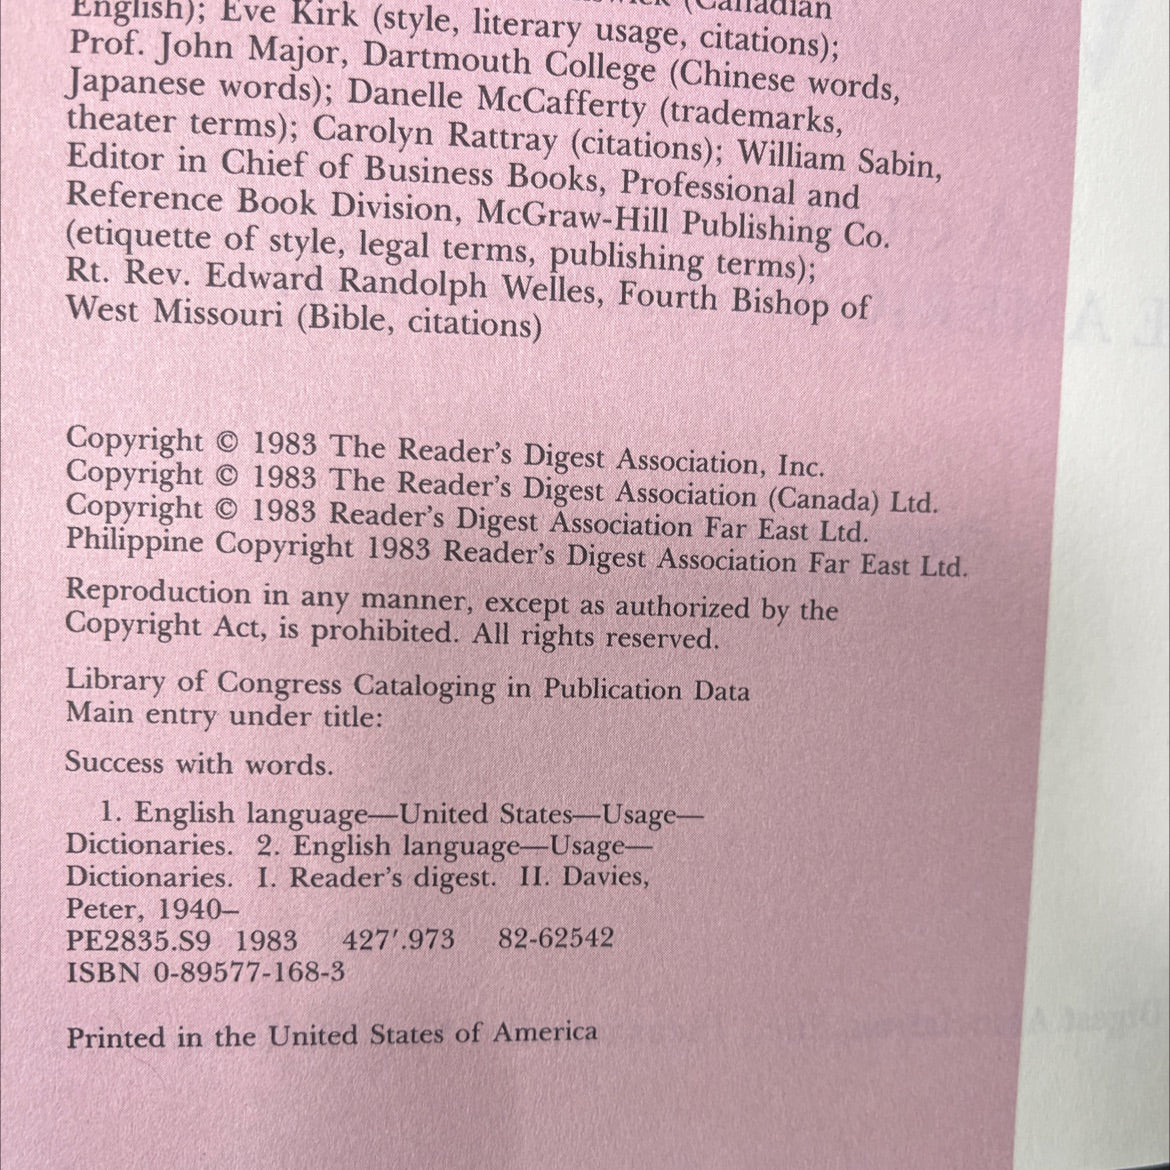 (Canadian
English); Eve Kirk (style, literary usage, citations);
Prof. John Major, Dartmouth College (Chinese words,
Japanese words); Danelle McCafferty (trademarks,
theater terms); Carolyn Rattray (citations); William Sabin,
Editor in Chief of Business Books, Professional and
Reference Book Division, McGraw-Hill Publishing Co.
(etiquette of style, legal terms, publishing terms);
Rt. Rev. Edward Randolph Welles, Fourth Bishop of
West Missouri (Bible, citations)
Copyright © 1983 The Reader's Digest Association, Inc.
Copyright © 1983 The Reader's Digest Association (Canada) Ltd.
Copyright © 1983 Reader's Digest Association Far East Ltd.
Philippine Copyright 1983 Reader's Digest Association Far East Ltd.
Reproduction in any manner, except as authorized by the
Copyright Act, is prohibited. All rights reserved.
Library of Congress Cataloging in Publication Data
Main entry under title:
Success with words.
1. English language—United States—Usage—
Dictionaries. 2. English language—Usage—
Dictionaries. I. Reader's digest. II. Davies,
Peter, 1940–
PE2835.S9 1983 427′.973 82-62542
ISBN 0-89577-168-3
Printed in the United States of America